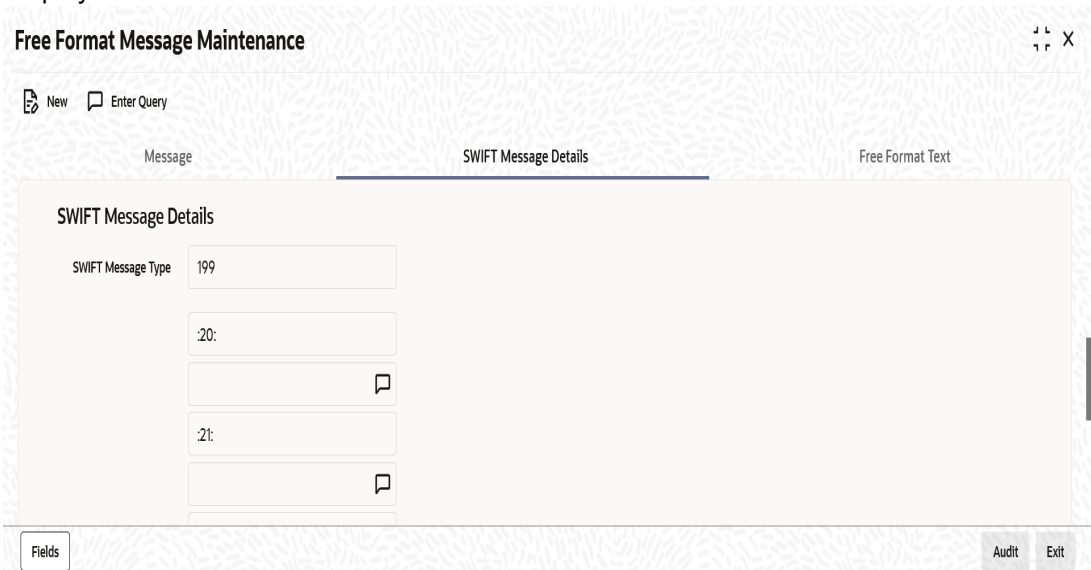 Free Format Message Maintenance
New Enter Query
Message SWIFT Message Details Free Format Text
SWIFT Message Details
SWIFT Message Type 199
:20:
:21:
Fields Audit Exit